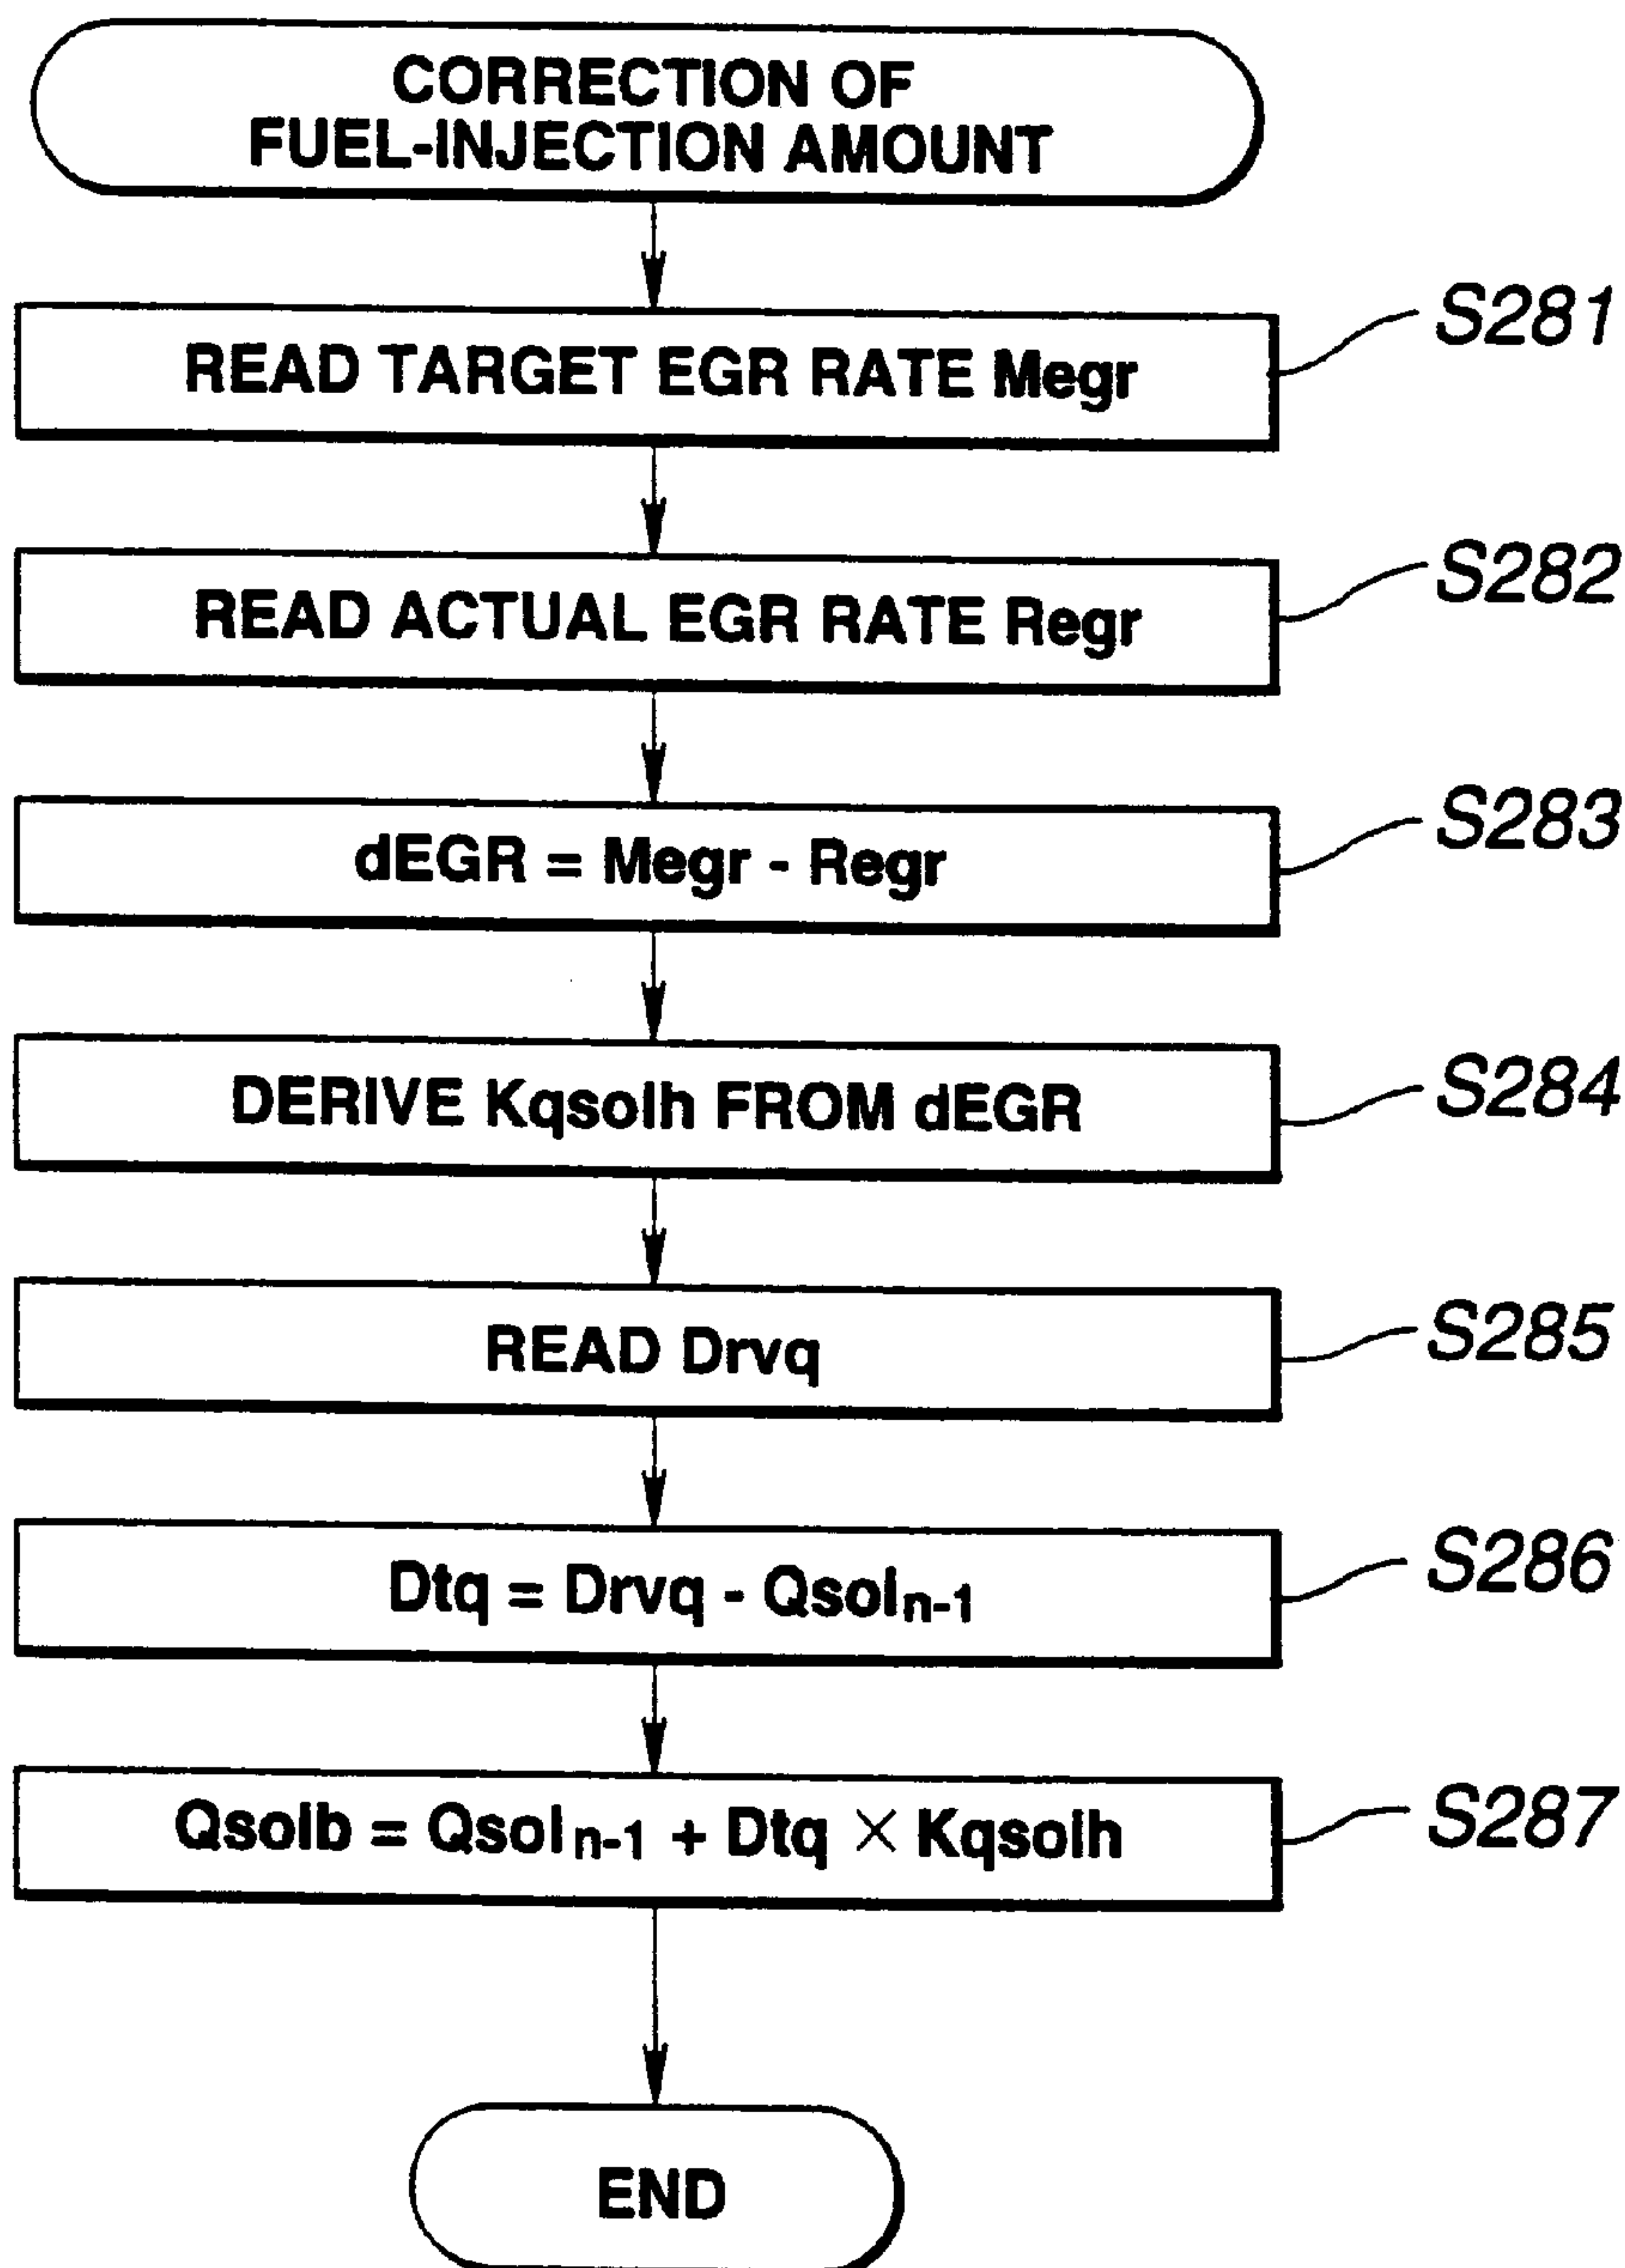 CORRECTION OF
FUEL-INJECTION AMOUNT
READ TARGET EGR RATE Megr
S281
READ ACTUAL EGR RATE Regr
S282
dEGR = Megr - Regr
S283
DERIVE Kqsolh FROM dEGR
S284
READ Drvq
S285
Dtq = Drvq - Qsoln-1
S286
Qsolb = Qsoln-1 + Dtq × Kqsolh
S287
END